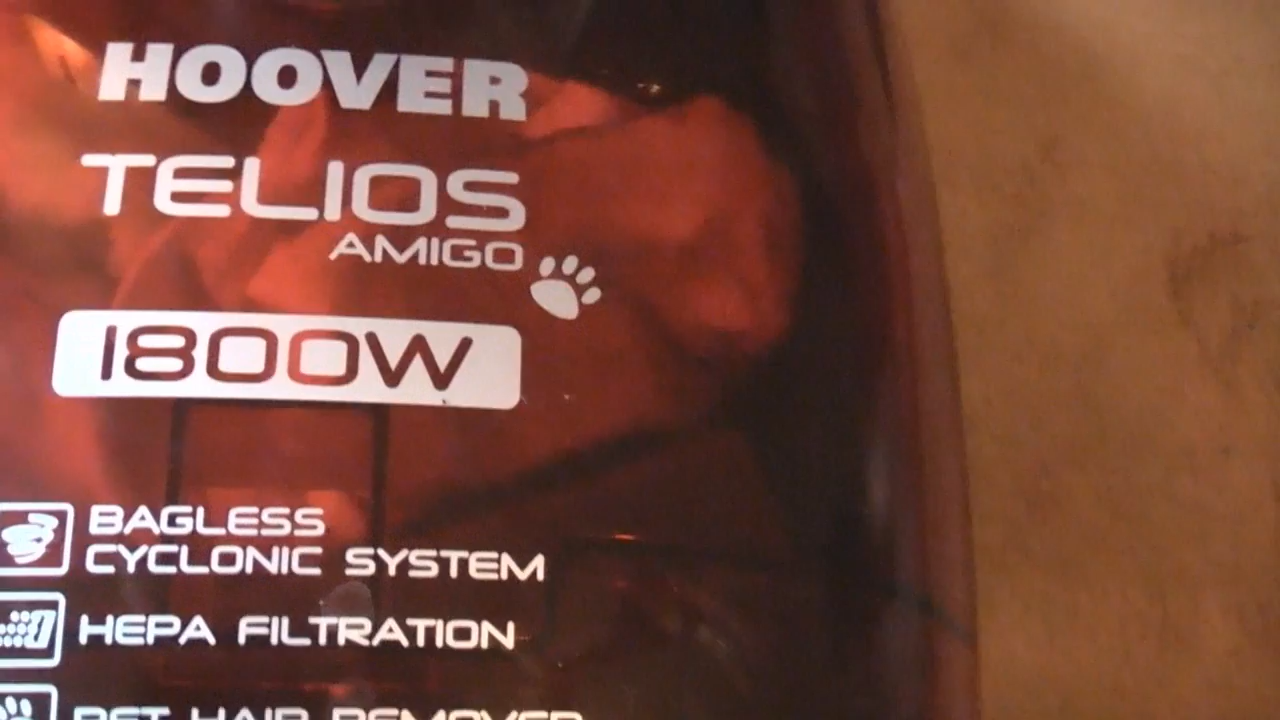 HOOVER
TELIOS
AMIGO
1800W
BAGLESS
CYCLONIC SYSTEM
HEPA FILTRATION
PET HAIR REMOVER